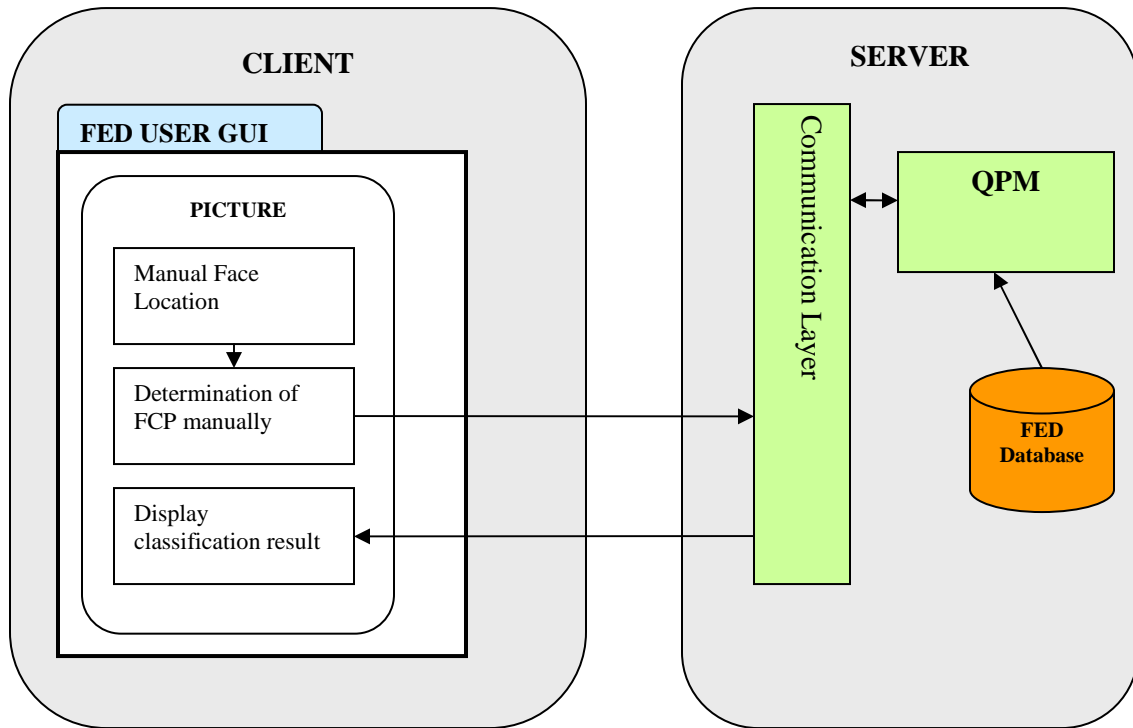 CLIENT
FED USER GUI
PICTURE
Manual Face
Location
Determination of
FCP manually
Display
classification result
SERVER
Communication Layer
QPM
FED
Database